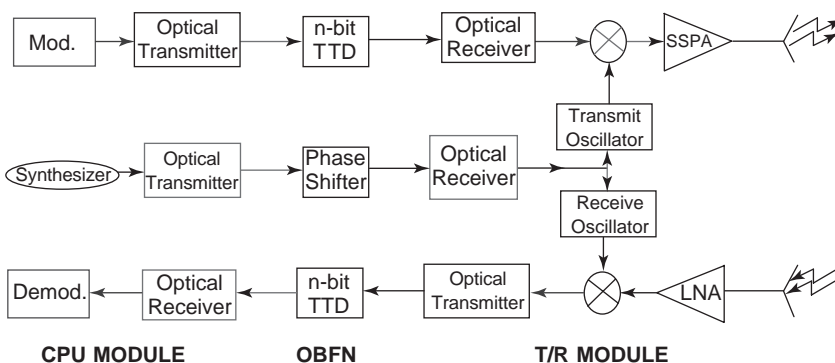 Mod.
Optical
Transmitter
n-bit
TTD
Optical
Receiver
SSPA
Transmit
Oscillator
Synthesizer
Optical
Transmitter
Phase
Shifter
Optical
Receiver
Receive
Oscillator
Demod.
Optical
Receiver
n-bit
TTD
Optical
Transmitter
LNA
CPU MODULE
OBFN
T/R MODULE